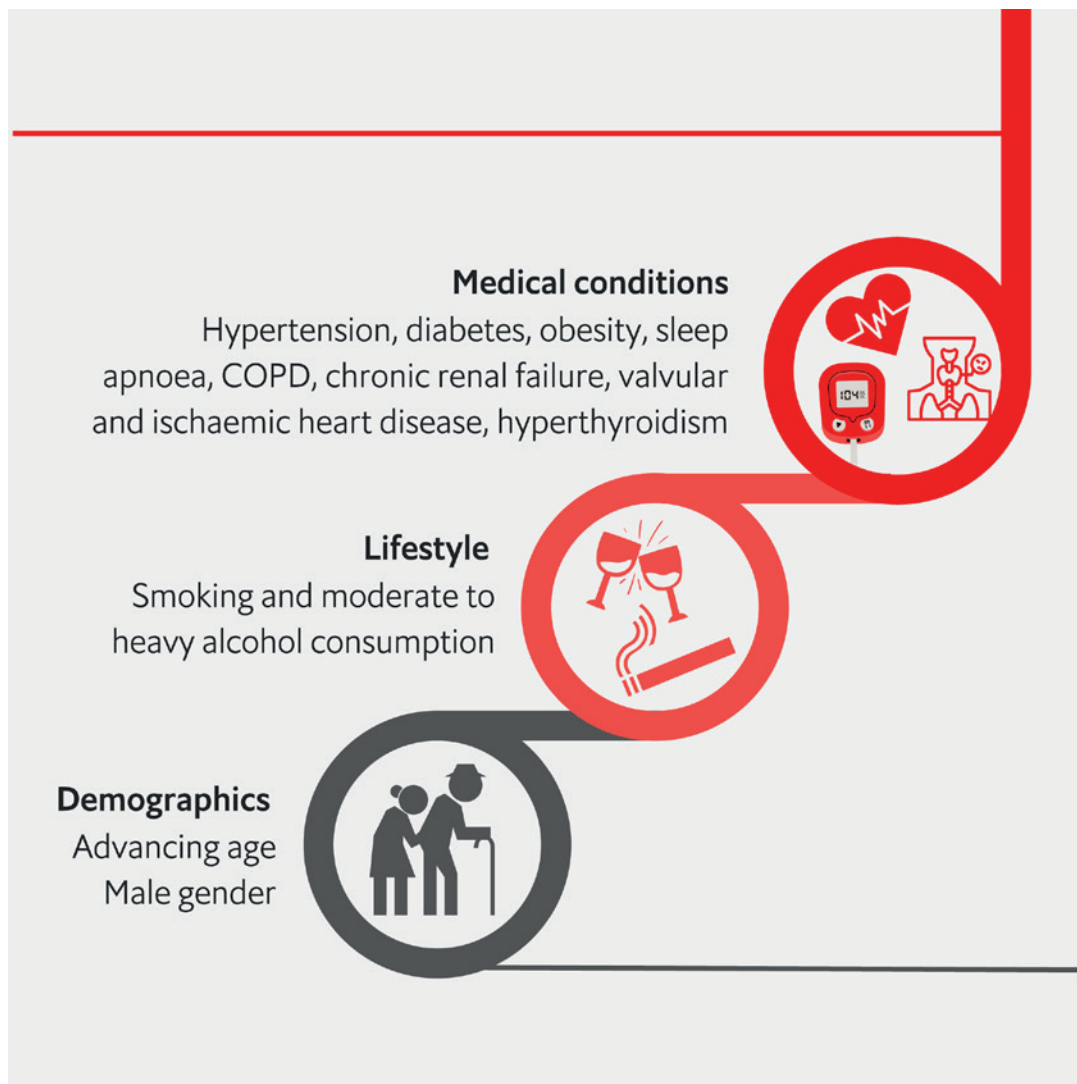 Medical conditions
Hypertension, diabetes, obesity, sleep
apnoea, COPD, chronic renal failure, valvular
and ischaemic heart disease, hyperthyroidism
104
Lifestyle
Smoking and moderate to
heavy alcohol consumption
Demographics
Advancing age
Male gender